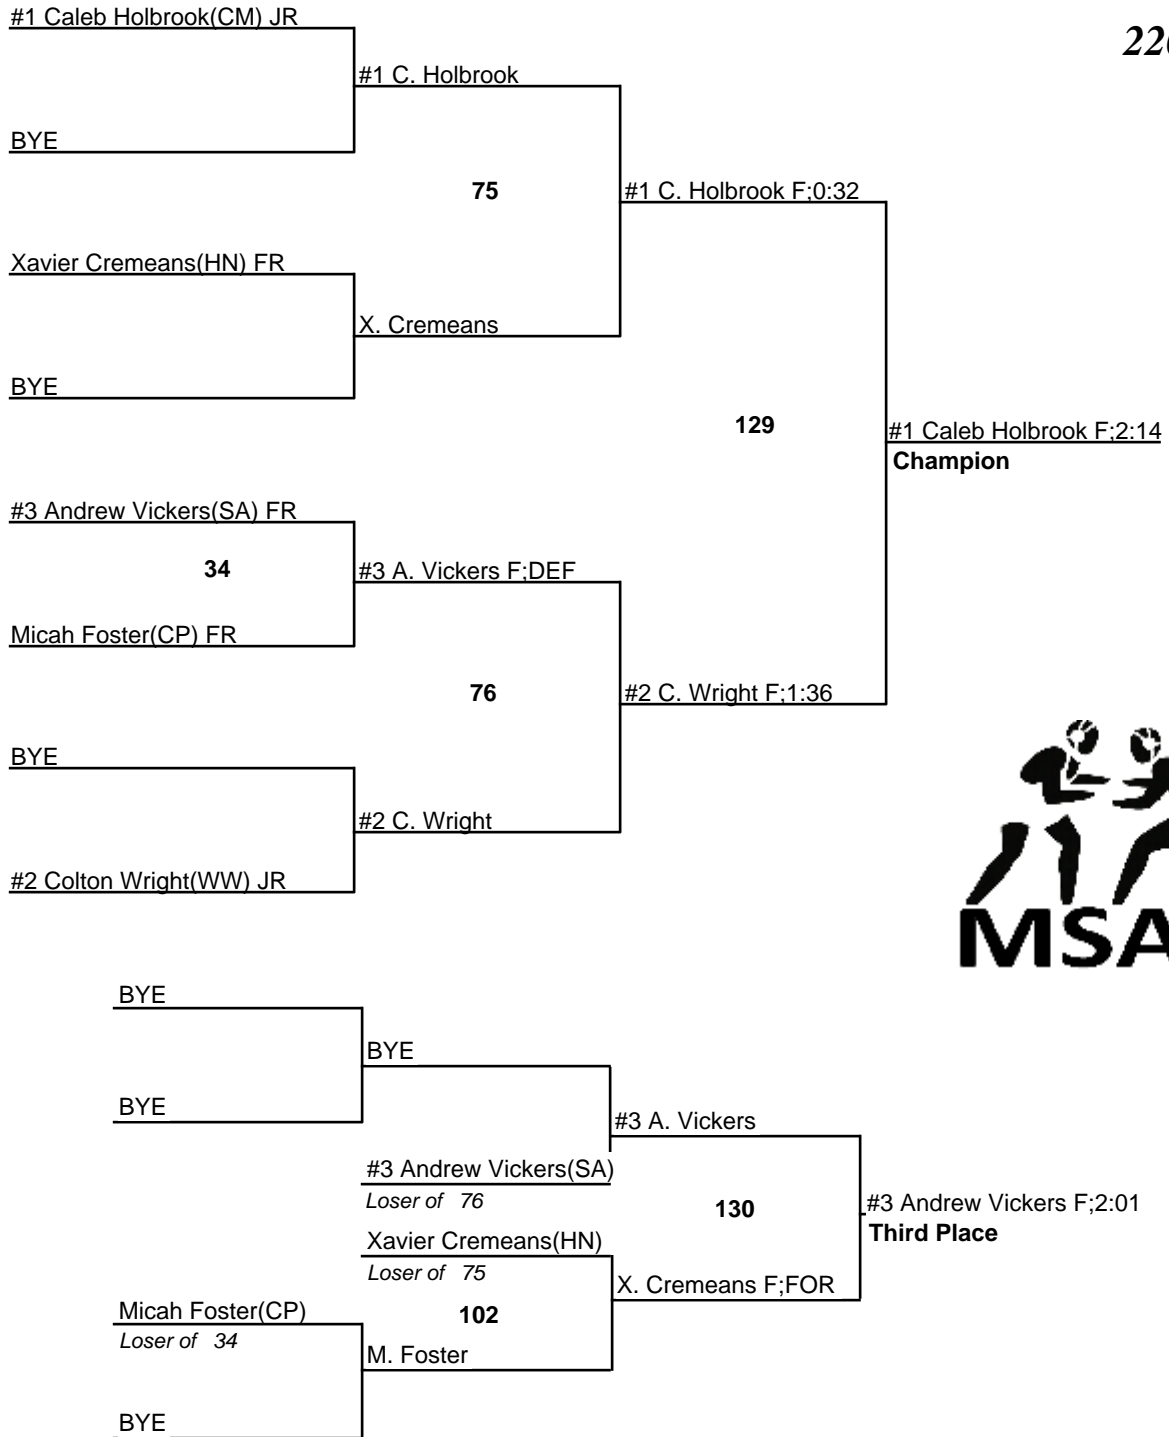 #1 Caleb Holbrook(CM) JR
#1 C. Holbrook
BYE
75
#1 C. Holbrook F;0:32
Xavier Cremeans(HN) FR
X. Cremeans
BYE
129
#1 Caleb Holbrook F;2:14
Champion
#3 Andrew Vickers(SA) FR
34
#3 A. Vickers F;DEF
Micah Foster(CP) FR
76
#2 C. Wright F;1:36
BYE
#2 C. Wright
#2 Colton Wright(WW) JR
MSA
BYE
BYE
BYE
#3 A. Vickers
#3 Andrew Vickers(SA)
Loser of 76
130
#3 Andrew Vickers F;2:01
Third Place
Xavier Cremeans(HN)
Loser of 75
X. Cremeans F;FOR
Micah Foster(CP)
Loser of 34
102
M. Foster
BYE